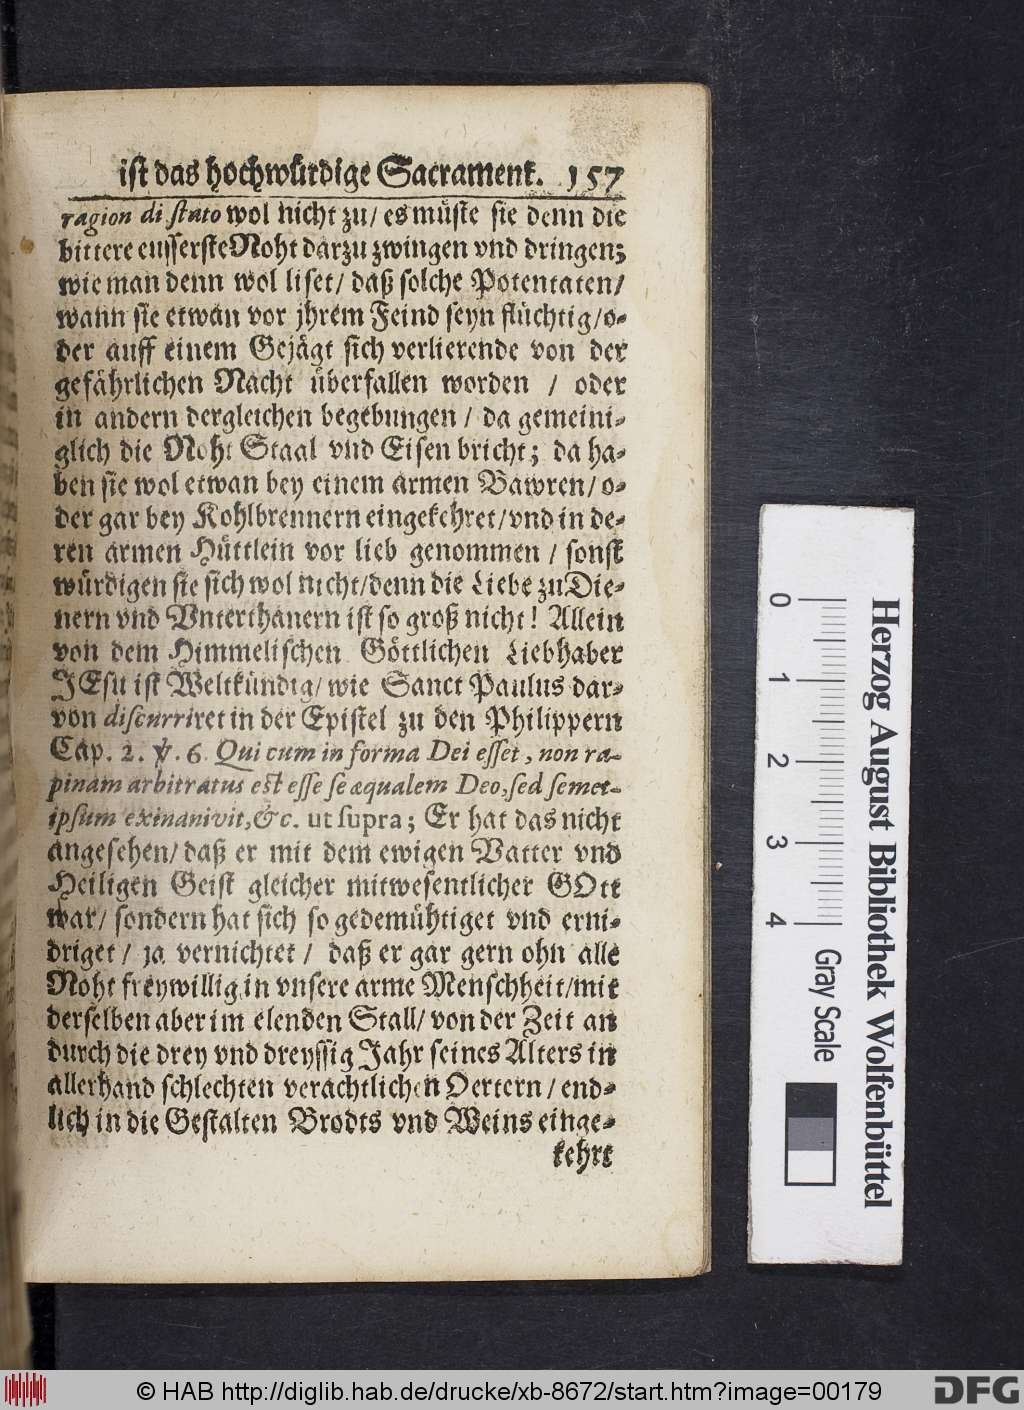 ist das hochwürdige Sacrament. 157
ragion di stato wol nicht zu / es müste sie denn die
bittere eusserste Noht darzu zwingen vnd dringen;
wie man denn wol liset / daß solche Potentaten /
wann sie etwan vor jhrem Feind seyn flüchtig / o-
der auff einem Gejägt sich verlierende von der
gefährlichen Nacht überfallen worden / oder
in andern dergleichen begebungen / da gemeini-
glich die Noht Staal vnd Eisen bricht; da ha-
ben sie wol etwan bey einem armen Bawren / o-
der gar bey Kohlbrennern eingekehret / vnd in de-
ren armen Hüttlein vor lieb genommen / sonst
würdigen sie sich wol nicht / denn die Liebe zu Die-
nern vnd Vnterthanern ist so groß nicht! Allein
von dem Himmelischen Göttlichen Liebhaber
JEsu ist Weltkündig / wie Sanct Paulus dar-
von discurriret in der Epistel zu den Philippern
Cap. 2. ℣. 6. Qui cum in forma Dei esset, non ra-
pinam arbitratus est esse se æqualem Deo, sed semet-
ipsum exinanivit, &c. ut supra; Er hat das nicht
angesehen / daß er mit dem ewigen Vatter vnd
Heiligen Geist gleicher mitwesentlicher GOtt
war / sondern hat sich so gedemühtiget vnd erni-
driget / ja vernichtet / daß er gar gern ohn alle
Noht freywillig in vnsere arme Menschheit / mit
derselben aber im elenden Stall / von der Zeit an
durch die drey vnd dreyssig Jahr seines Alters in
allerhand schlechten verachtlichen Oertern / end-
lich in die Gestalten Brodts vnd Weins einge-
kehrt
0 1 2 3 4 Gray Scale
Herzog August Bibliothek Wolfenbüttel
© HAB http://diglib.hab.de/drucke/xb-8672/start.htm?image=00179
DFG